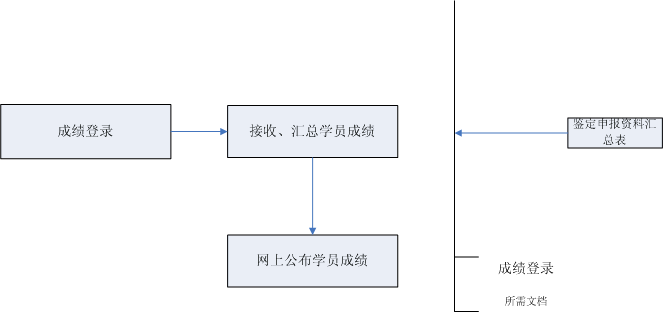 成绩登录
接收、汇总学员成绩
网上公布学员成绩
鉴定申报资料汇
总表
成绩登录
所需文档